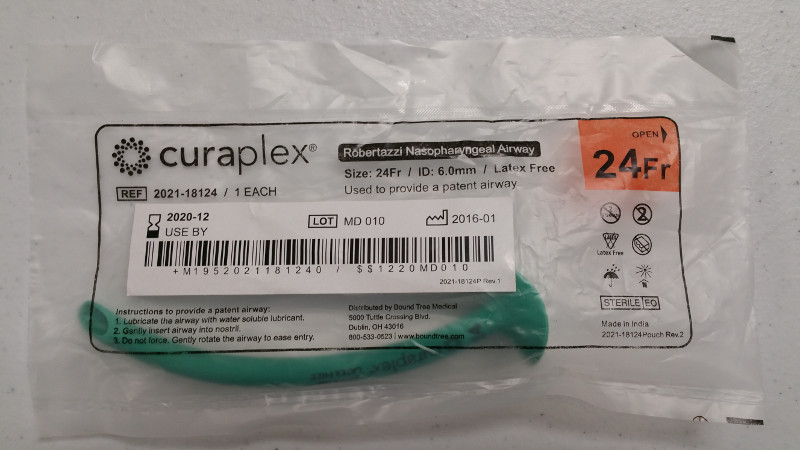 curaplex®
Robertazzi Nasopharyngeal Airway
Size: 24Fr / ID: 6.0mm / Latex Free
Used to provide a patent airway
OPEN
24Fr
REF 2021-18124 / 1 EACH
2020-12
USE BY
LOT MD 010
2016-01
+M1952021181240 / $$1220MD010
2021-18124P Rev.1
Latex Free
STERILE EO
Instructions to provide a patent airway:
1. Lubricate the airway with water soluble lubricant.
2. Gently insert airway into nostril.
3. Do not force. Gently rotate the airway to ease entry.
Distributed by Bound Tree Medical
5000 Tuttle Crossing Blvd.
Dublin, OH 43016
800-533-0523 | www.boundtree.com
Made in India
2021-18124Pouch Rev.2
curaplex